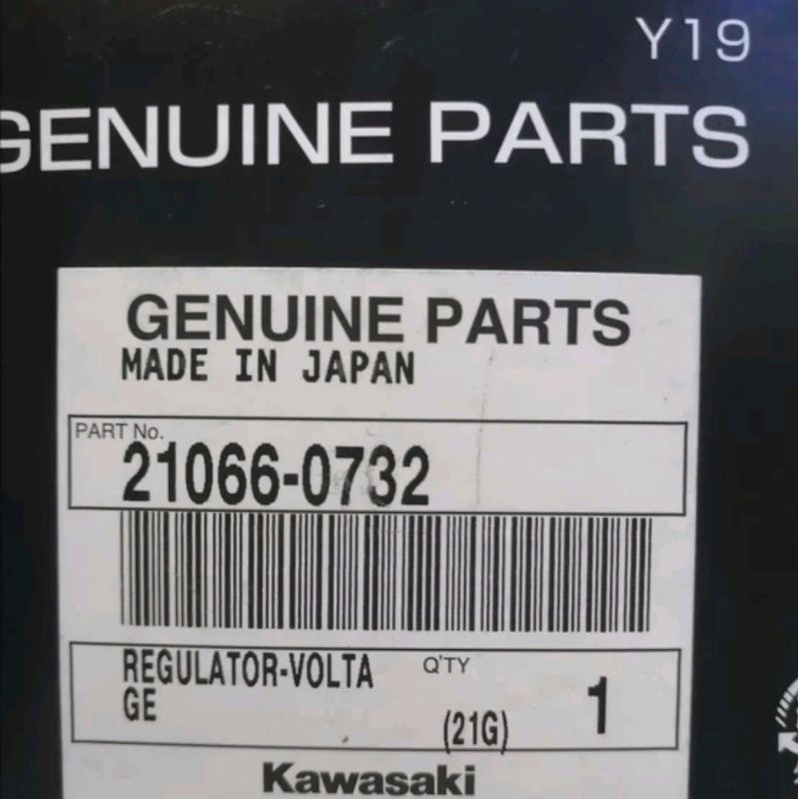 Y19
GENUINE PARTS
GENUINE PARTS
MADE IN JAPAN
PART No.
21066-0732
REGULATOR-VOLTA
GE
Q'TY
(21G)
1
Kawasaki